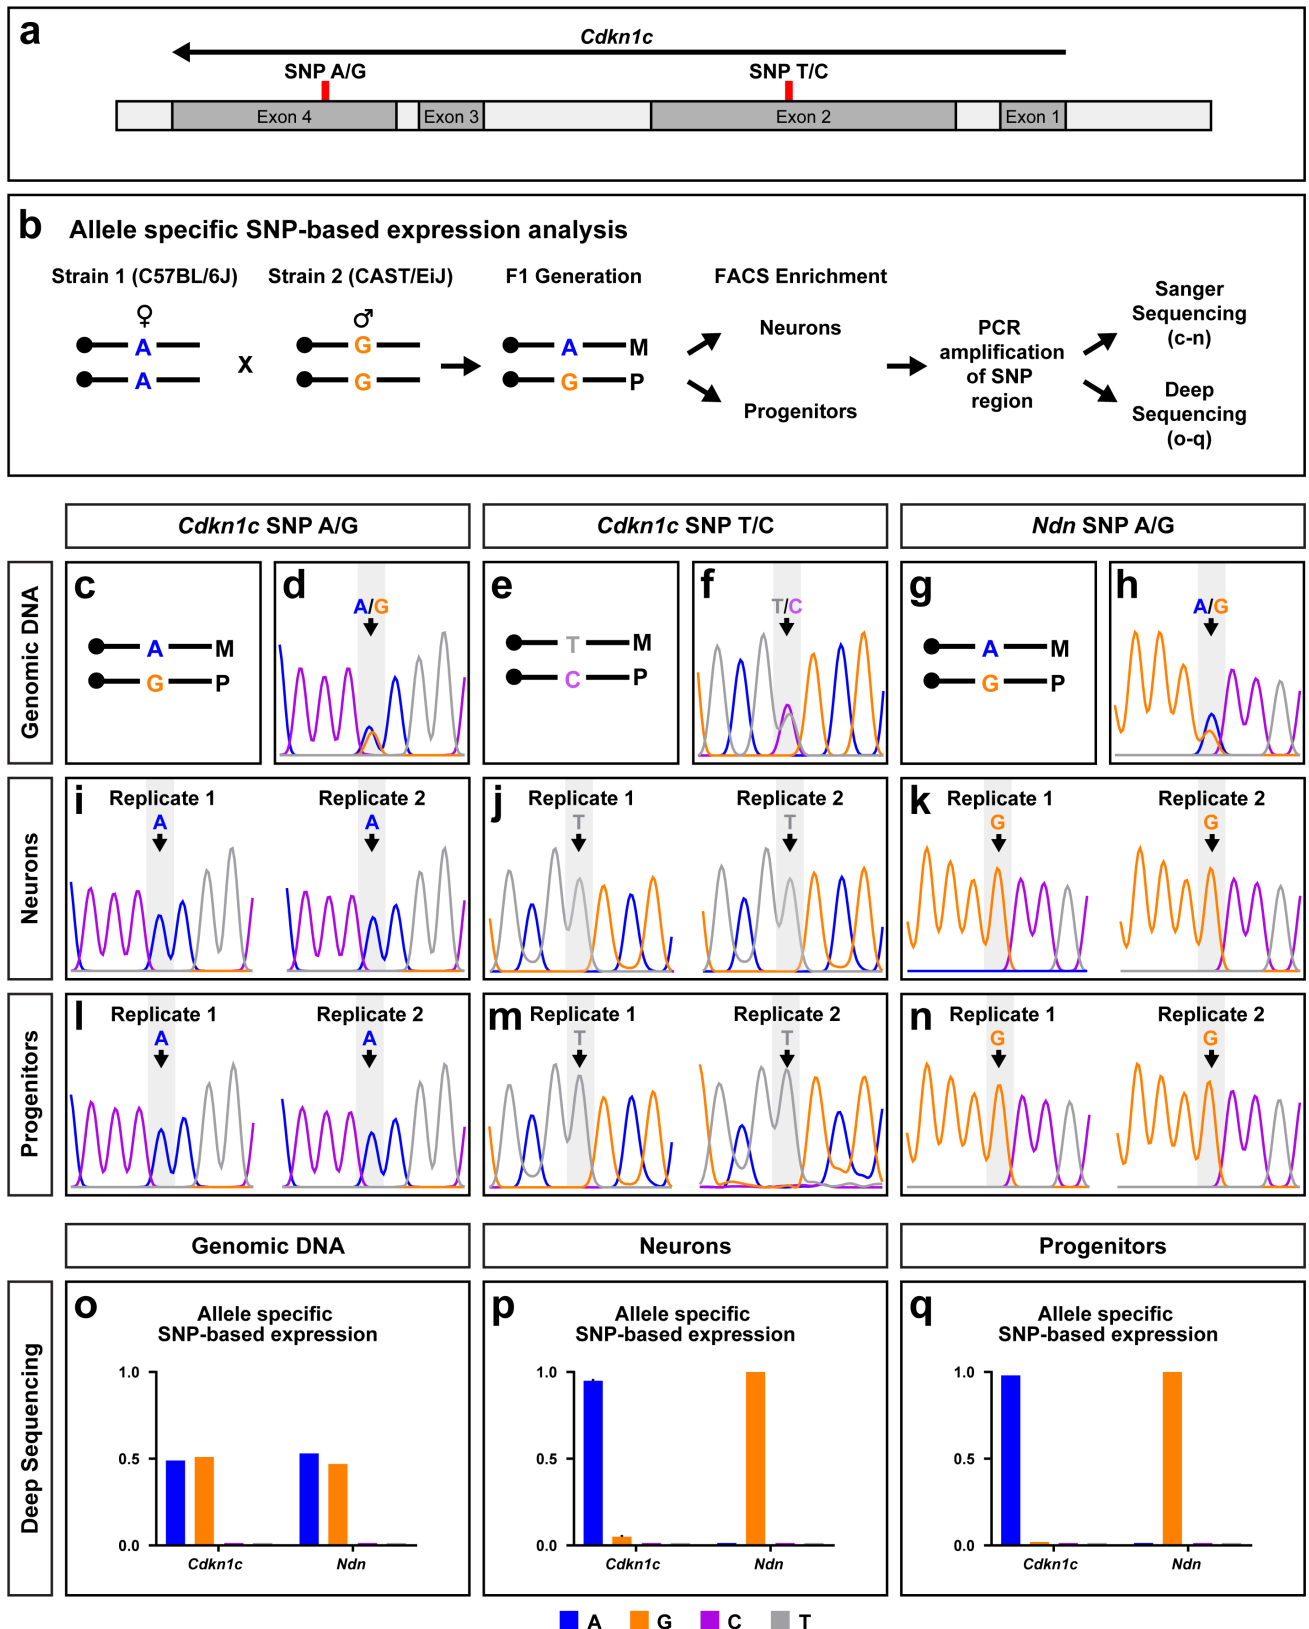 a
Cdkn1c
SNP A/G
SNP T/C
Exon 4
Exon 3
Exon 2
Exon 1
b
Allele specific SNP-based expression analysis
Strain 1 (C57BL/6J)
Strain 2 (CAST/EiJ)
F1 Generation
FACS Enrichment
♀
♂
A
A
X
G
G
A M
G P
Neurons
Progenitors
PCR
amplification
of SNP
region
Sanger
Sequencing
(c-n)
Deep
Sequencing
(o-q)
Cdkn1c SNP A/G
Cdkn1c SNP T/C
Ndn SNP A/G
Genomic DNA
c
A M
G P
d
A/G
e
T M
C P
f
T/C
g
A M
G P
h
A/G
Neurons
i
Replicate 1
A
Replicate 2
A
j
Replicate 1
T
Replicate 2
T
k
Replicate 1
G
Replicate 2
G
Progenitors
l
Replicate 1
A
Replicate 2
A
m
Replicate 1
T
Replicate 2
T
n
Replicate 1
G
Replicate 2
G
Genomic DNA
Neurons
Progenitors
Deep Sequencing
o
Allele specific
SNP-based expression
1.0
0.5
0.0
Cdkn1c
Ndn
p
Allele specific
SNP-based expression
1.0
0.5
0.0
Cdkn1c
Ndn
q
Allele specific
SNP-based expression
1.0
0.5
0.0
Cdkn1c
Ndn
A G C T